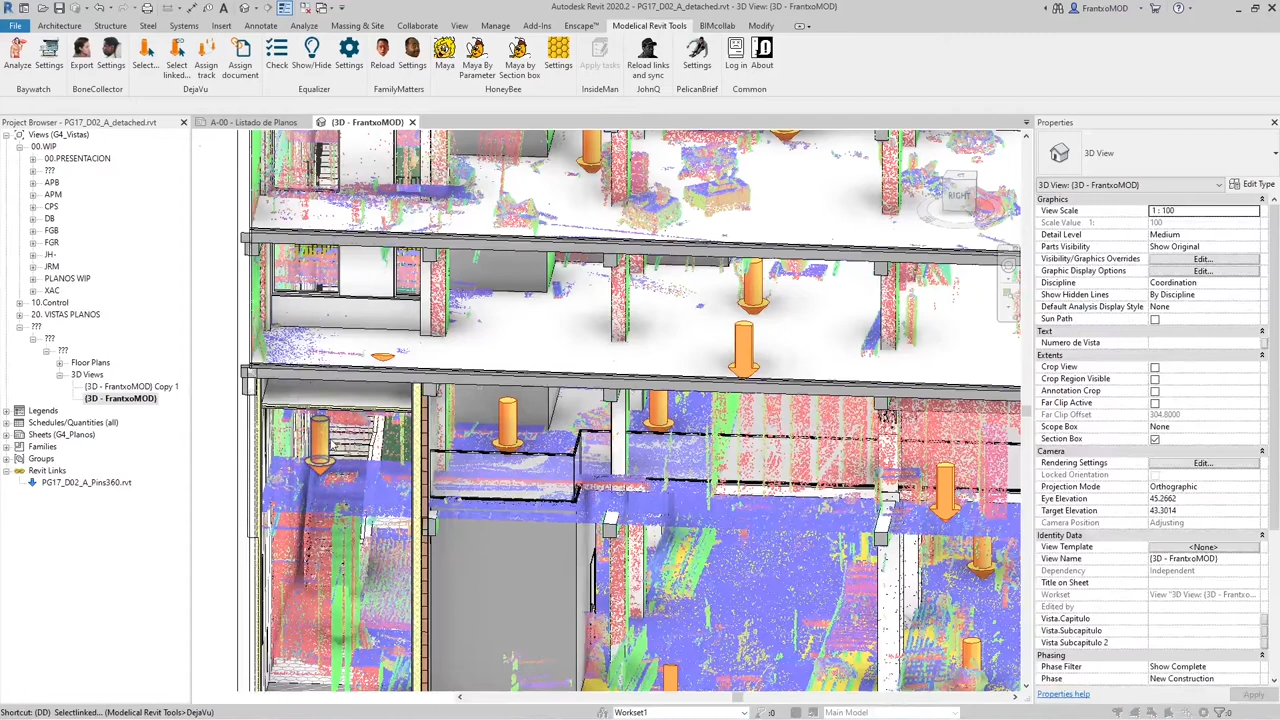 Autodesk Revit 2020.2 - PG17_D02_A_detached.rvt - 3D View: {3D - FrantxoMOD}
FrantxoMOD
File Architecture Structure Steel Systems Insert Annotate Analyze Massing & Site Collaborate View Manage Add-Ins Enscape™ Modelical Revit Tools BIMcollab Modify
Analyze Settings Export Settings Select... Select Assign Assign Check Show/Hide Settings Reload Settings Maya Maya By Maya by Settings Apply tasks Reload links Settings Log in About
linked... track document Parameter Section box and sync
Baywatch BoneCollector DejaVu Equalizer FamilyMatters HoneyBee InsideMan JohnQ PelicanBrief Common
Project Browser - PG17_D02_A_detached.rvt
A-00 - Listado de Planos
{3D - FrantxoMOD}
Properties
Views (G4_Vistas)
00.WIP
00.PRESENTACION
???
APB
APM
CPS
DB
FGB
FGR
JH-
JRM
PLANOS WIP
XAC
10.Control
20. VISTAS PLANOS
???
???
???
Floor Plans
3D Views
{3D - FrantxoMOD} Copy 1
{3D - FrantxoMOD}
Legends
Schedules/Quantities (all)
Sheets (G4_Planos)
Families
Groups
Revit Links
PG17_D02_A_Pins360.rvt
RIGHT
3D View
3D View: {3D - FrantxoMOD} Edit Type
Graphics
View Scale 1 : 100
Scale Value 1: 100
Detail Level Medium
Parts Visibility Show Original
Visibility/Graphics Overrides Edit...
Graphic Display Options Edit...
Discipline Coordination
Show Hidden Lines By Discipline
Default Analysis Display Style None
Sun Path
Text
Numero de Vista
Extents
Crop View
Crop Region Visible
Annotation Crop
Far Clip Active
Far Clip Offset 304.8000
Scope Box None
Section Box
Camera
Rendering Settings Edit...
Locked Orientation
Projection Mode Orthographic
Eye Elevation 45.2662
Target Elevation 43.3014
Camera Position Adjusting
Identity Data
View Template <None>
View Name {3D - FrantxoMOD}
Dependency Independent
Title on Sheet
Workset View "3D View: {3D - Frantxo...
Edited by
Vista.Capitulo
Vista.Subcapitulo
Vista.Subcapitulo 2
Phasing
Phase Filter Show Complete
Phase New Construction
Properties help Apply
Shortcut: (DD) Selectlinked... (Modelical Revit Tools>DejaVu)
Workset1
:0
Main Model
:0